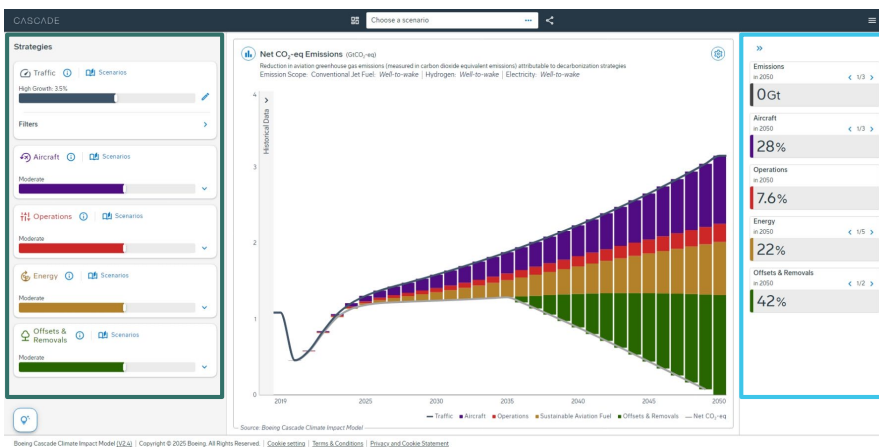 CASCADE
Choose a scenario
Strategies
Traffic
Scenarios
High Growth: 3.5%
Filters
Aircraft
Scenarios
Moderate
Operations
Scenarios
Moderate
Energy
Scenarios
Moderate
Offsets &
Removals
Scenarios
Moderate
Net CO₂-eq Emissions (GtCO₂-eq)
Reduction in aviation greenhouse gas emissions (measured in carbon dioxide equivalent emissions) attributable to decarbonization strategies
Emission Scope: Conventional Jet Fuel: Well-to-wake | Hydrogen: Well-to-wake | Electricity: Well-to-wake
Historical Data
4
3
2
1
0
2019 2025 2030 2035 2040 2045 2050
Traffic Aircraft Operations Sustainable Aviation Fuel Offsets & Removals Net CO₂-eq
Source: Boeing Cascade Climate Impact Model
Emissions
in 2050 1/3
0Gt
Aircraft
in 2050 1/3
28%
Operations
in 2050
7.6%
Energy
in 2050 1/5
22%
Offsets & Removals
in 2050 1/2
42%
Boeing Cascade Climate Impact Model [V2.4] | Copyright © 2025 Boeing. All Rights Reserved. | Cookie setting | Terms & Conditions | Privacy and Cookie Statement